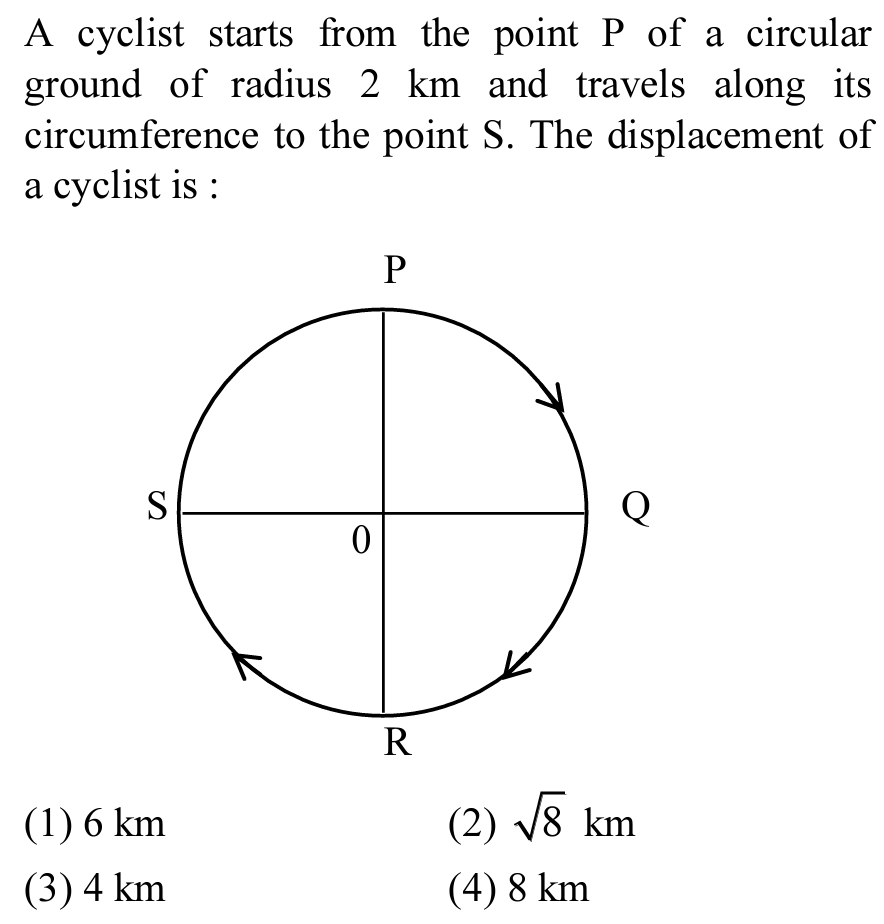 A cyclist starts from the point P of a circular
ground of radius 2 km and travels along its
circumference to the point S. The displacement of
a cyclist is :
P
S
Q
0
R
(1) 6 km (2) √8 km
(3) 4 km (4) 8 km